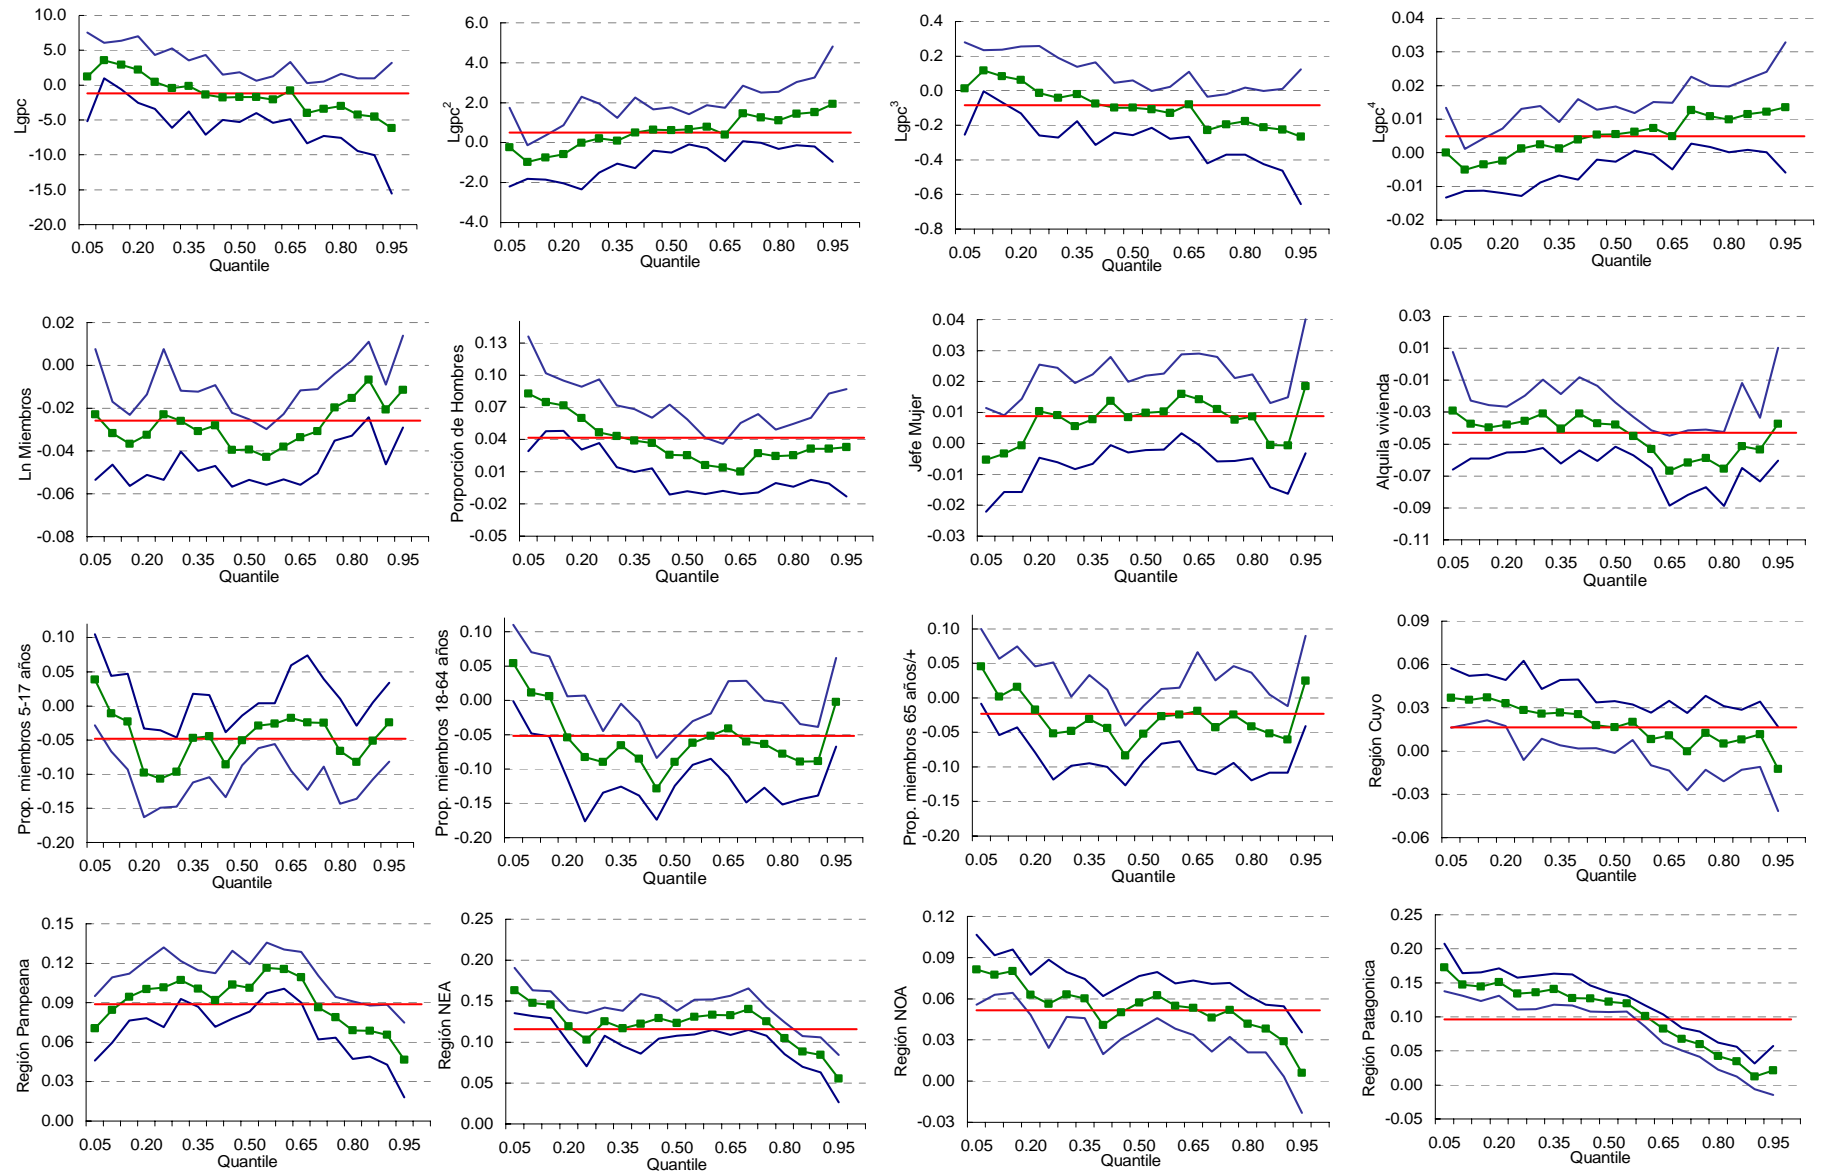 Lgpc
10.0
5.0
0.0
-5.0
-10.0
-15.0
-20.0
0.05 0.20 0.35 0.50 0.65 0.80 0.95
Quantile
Lgpc²
6.0
4.0
2.0
0.0
-2.0
-4.0
0.05 0.20 0.35 0.50 0.65 0.80 0.95
Quantile
Lgpc³
0.4
0.2
0.0
-0.2
-0.4
-0.6
-0.8
0.05 0.20 0.35 0.50 0.65 0.80 0.95
Quantile
Lgpc⁴
0.04
0.03
0.02
0.01
0.00
-0.01
-0.02
0.05 0.20 0.35 0.50 0.65 0.80 0.95
Quantile
Ln Miembros
0.02
0.00
-0.02
-0.04
-0.06
-0.08
0.05 0.20 0.35 0.50 0.65 0.80 0.95
Quantile
Porporción de Hombres
0.13
0.10
0.07
0.04
0.01
-0.02
-0.05
0.05 0.20 0.35 0.50 0.65 0.80 0.95
Quantile
Jefe Mujer
0.04
0.03
0.02
0.01
0.00
-0.01
-0.02
-0.03
0.05 0.20 0.35 0.50 0.65 0.80 0.95
Quantile
Alquila vivienda
0.03
0.01
-0.01
-0.03
-0.05
-0.07
-0.09
-0.11
0.05 0.20 0.35 0.50 0.65 0.80 0.95
Quantile
Prop. miembros 5-17 años
0.10
0.05
0.00
-0.05
-0.10
-0.15
-0.20
0.05 0.20 0.35 0.50 0.65 0.80 0.95
Quantile
Prop. miembros 18-64 años
0.10
0.05
0.00
-0.05
-0.10
-0.15
-0.20
0.05 0.20 0.35 0.50 0.65 0.80 0.95
Quantile
Prop. miembros 65 años/+
0.10
0.05
0.00
-0.05
-0.10
-0.15
-0.20
0.05 0.20 0.35 0.50 0.65 0.80 0.95
Quantile
Región Cuyo
0.09
0.06
0.03
0.00
-0.03
-0.06
0.05 0.20 0.35 0.50 0.65 0.80 0.95
Quantile
Región Pampeana
0.15
0.12
0.09
0.06
0.03
0.00
0.05 0.20 0.35 0.50 0.65 0.80 0.95
Quantile
Región NEA
0.25
0.20
0.15
0.10
0.05
0.00
0.05 0.20 0.35 0.50 0.65 0.80 0.95
Quantile
Región NOA
0.12
0.09
0.06
0.03
0.00
-0.03
0.05 0.20 0.35 0.50 0.65 0.80 0.95
Quantile
Región Patagonica
0.25
0.20
0.15
0.10
0.05
0.00
-0.05
0.05 0.20 0.35 0.50 0.65 0.80 0.95
Quantile